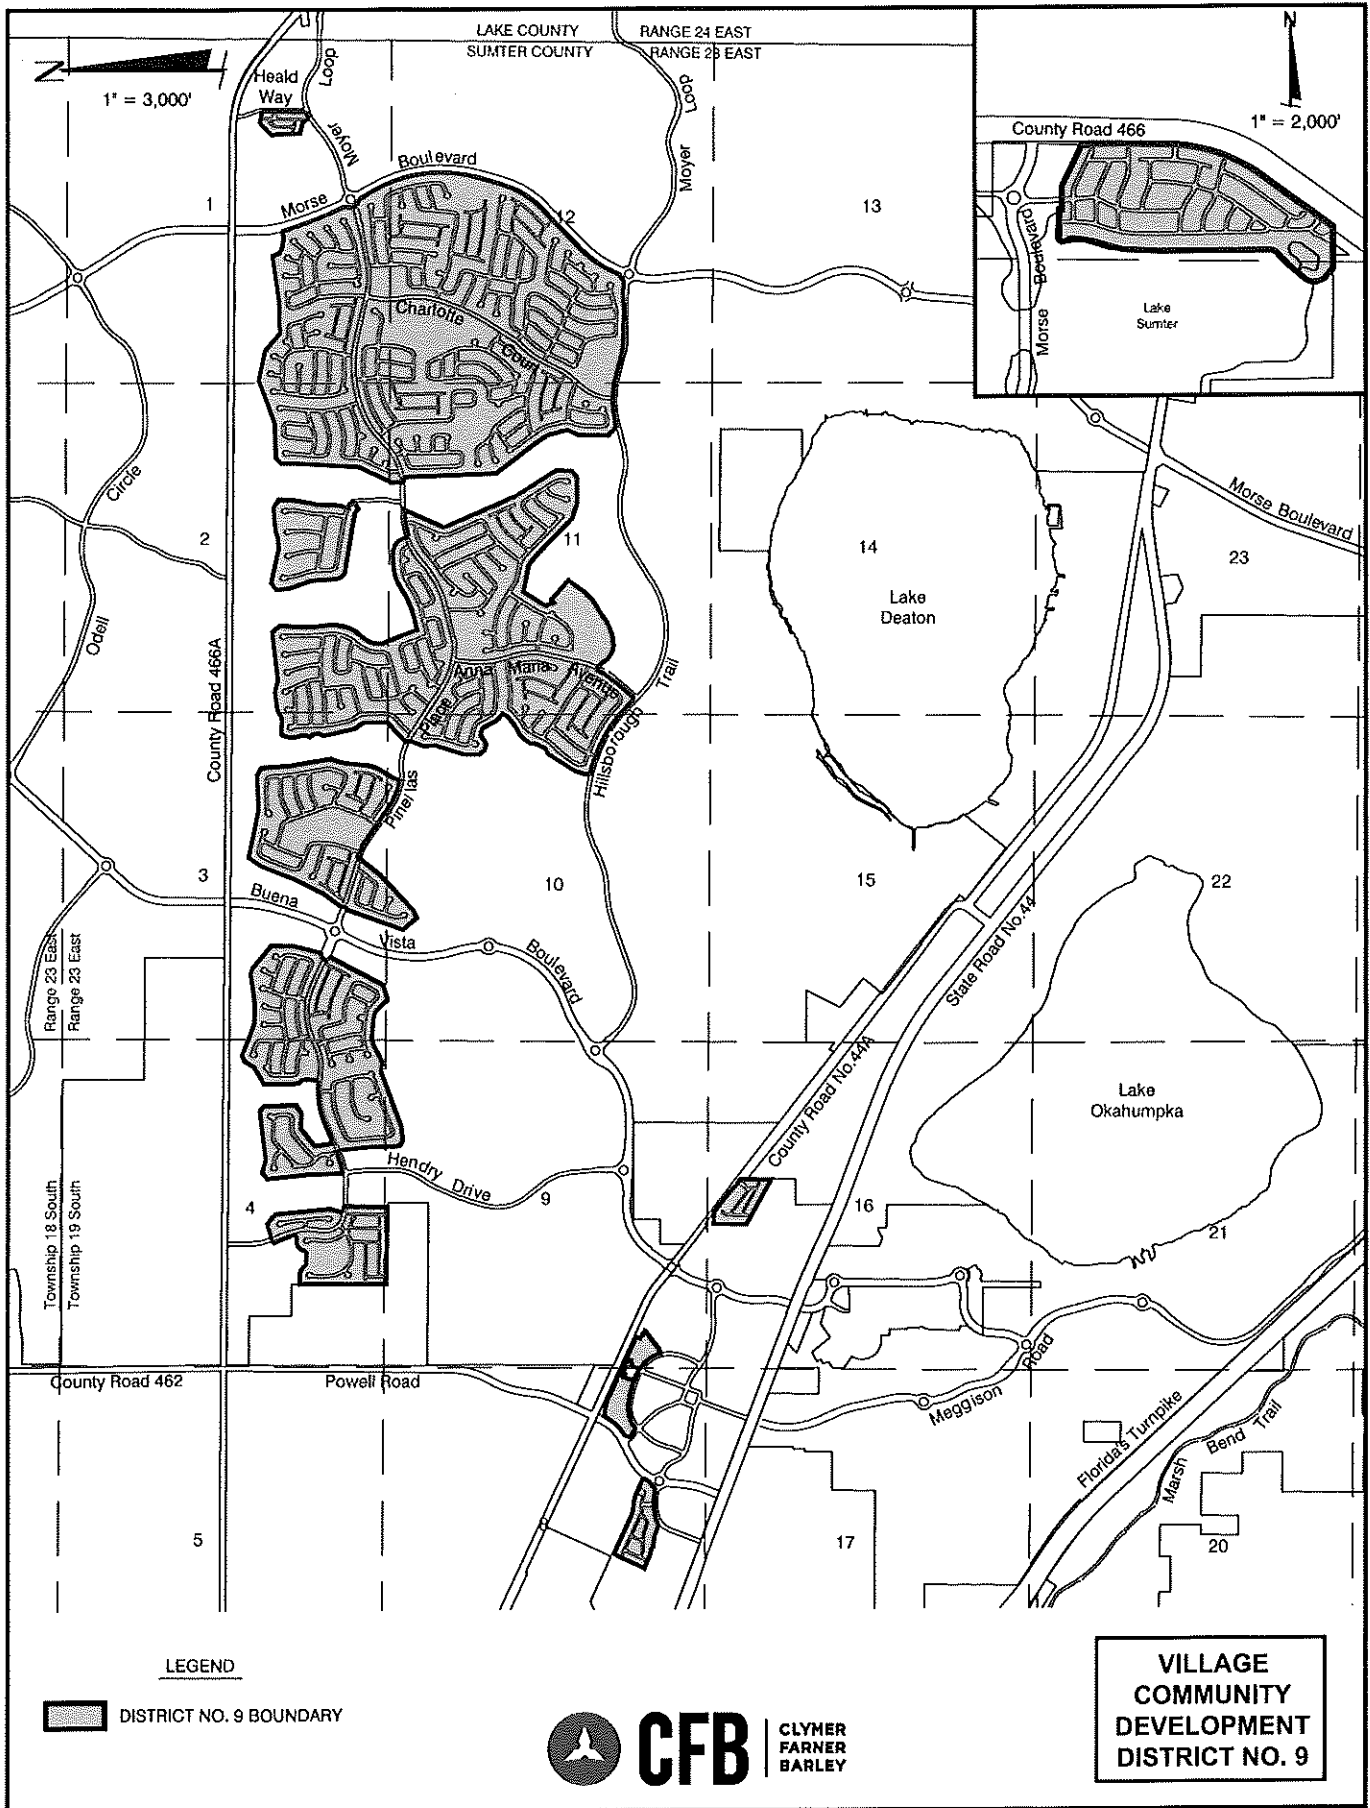 LAKE COUNTY
RANGE 24 EAST
SUMTER COUNTY
RANGE 23 EAST
N
1" = 3,000'
Heald
Way
Loop
Moyer
Boulevard
Morse
1
12
Loop
Moyer
13
N
1" = 2,000'
County Road 466
Morse Boulevard
Lake
Sumter
Charlotte
Court
Circle
Odell
2
11
14
Lake
Deaton
23
Morse Boulevard
County Road 466A
Anna Maria Avenue
Place
Pinellas
Hillsborough
Trail
3
Buena
Vista
Boulevard
10
15
22
State Road No.44
County Road No.44A
Range 23 East
Range 23 East
Lake
Okahumpka
Hendry Drive
9
4
16
21
Township 18 South
Township 19 South
County Road 462
Powell Road
Meggison
Road
Florida's Turnpike
Marsh
Bend Trail
5
17
20
LEGEND
DISTRICT NO. 9 BOUNDARY
CFB
CLYMER
FARNER
BARLEY
VILLAGE
COMMUNITY
DEVELOPMENT
DISTRICT NO. 9